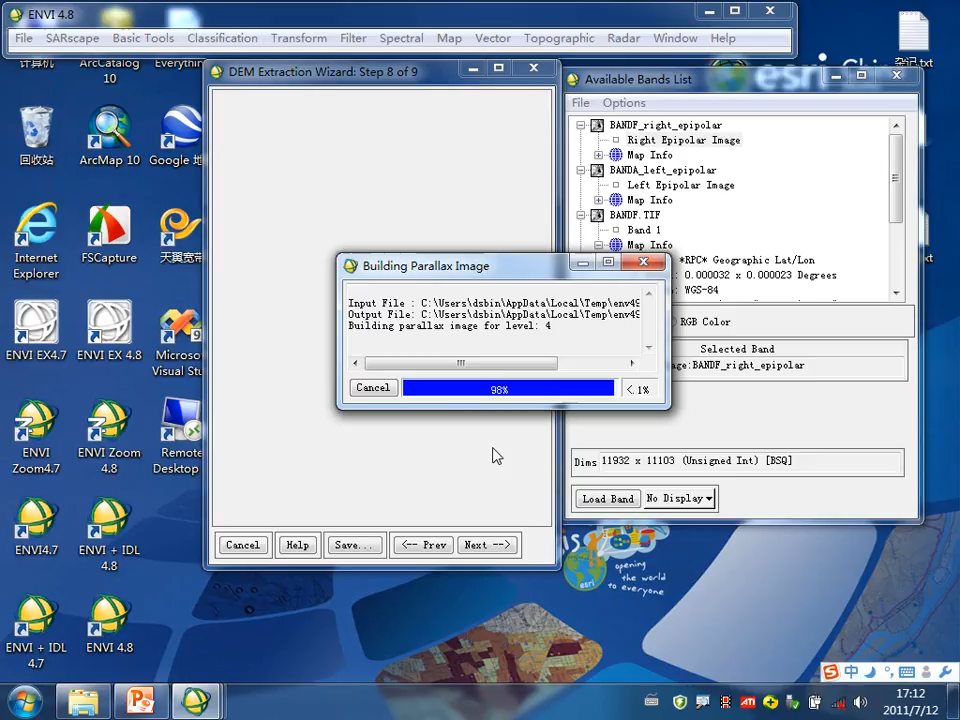 ENVI 4.8
File SARscape Basic Tools Classification Transform Filter Spectral Map Vector Topographic Radar Window Help
计算机
ArcCatalog
10
Everything
杂记.txt
回收站
ArcMap 10
Google 地
Internet
Explorer
FSCapture
天翼宽带
ENVI EX4.7
ENVI EX 4.8
Microso
Visual Stu
ENVI
Zoom4.7
ENVI Zoom
4.8
Remote
Desktop
ENVI4.7
ENVI + IDL
4.8
ENVI + IDL
4.7
ENVI 4.8
DEM Extraction Wizard: Step 8 of 9
Cancel Help Save... <-- Prev Next -->
Building Parallax Image
Input File : C:\Users\dsbin\AppData\Local\Temp\env49
Output File: C:\Users\dsbin\AppData\Local\Temp\env49
Building parallax image for level: 4
Cancel 98% <.1%
Available Bands List
File Options
BANDF_right_epipolar
Right Epipolar Image
Map Info
BANDA_left_epipolar
Left Epipolar Image
Map Info
BANDF.TIF
Band 1
Map Info
*RPC* Geographic Lat/Lon
: 0.000032 x 0.000023 Degrees
WGS-84
RGB Color
Selected Band
age:BANDF_right_epipolar
Dims 11932 x 11103 (Unsigned Int) [BSQ]
Load Band No Display
esri
opening
the world
to everyone
中
17:12
2011/7/12